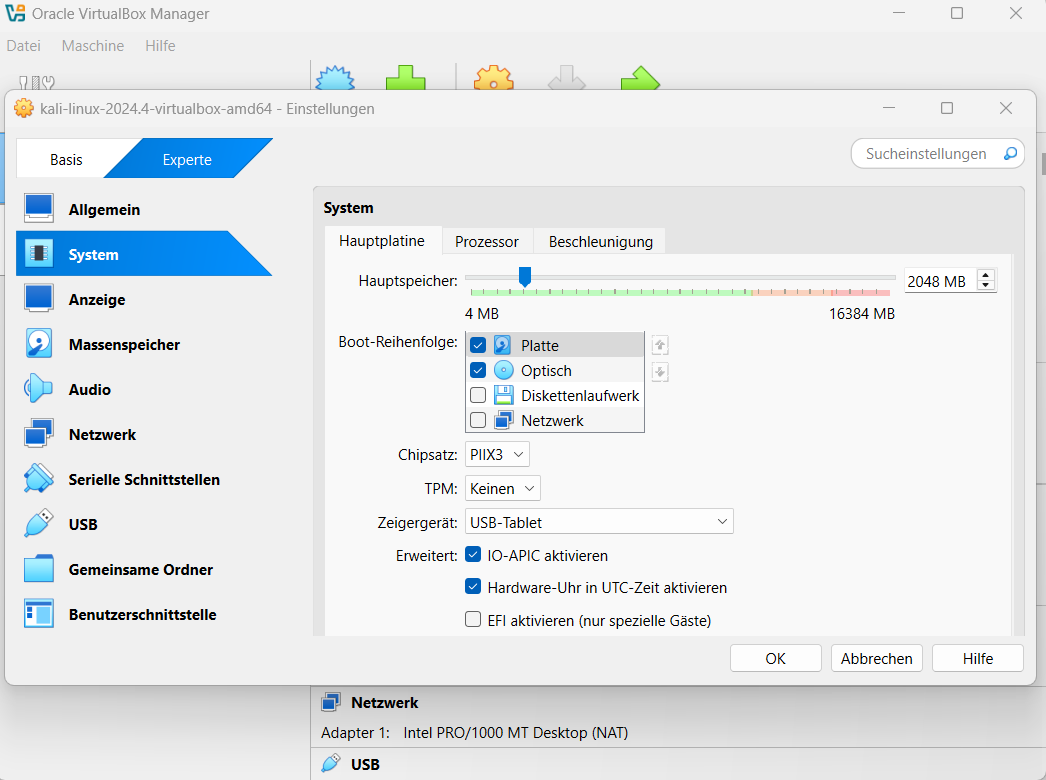 Oracle VirtualBox Manager
Datei Maschine Hilfe
kali-linux-2024.4-virtualbox-amd64 - Einstellungen
Basis Experte Sucheinstellungen
Allgemein
System
Anzeige
Massenspeicher
Audio
Netzwerk
Serielle Schnittstellen
USB
Gemeinsame Ordner
Benutzerschnittstelle
System
Hauptplatine Prozessor Beschleunigung
Hauptspeicher: 2048 MB
4 MB 16384 MB
Boot-Reihenfolge: Platte
Optisch
Diskettenlaufwerk
Netzwerk
Chipsatz: PIIX3
TPM: Keinen
Zeigergerät: USB-Tablet
Erweitert: IO-APIC aktivieren
Hardware-Uhr in UTC-Zeit aktivieren
EFI aktivieren (nur spezielle Gäste)
OK Abbrechen Hilfe
Netzwerk
Adapter 1: Intel PRO/1000 MT Desktop (NAT)
USB